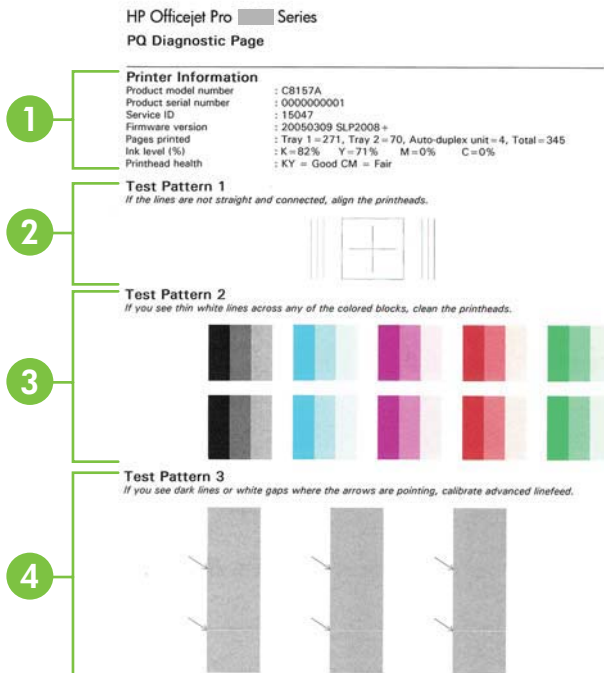 HP Officejet Pro Series
PQ Diagnostic Page
1
Printer Information
Product model number : C8157A
Product serial number : 0000000001
Service ID : 15047
Firmware version : 20050309 SLP2008+
Pages printed : Tray 1=271, Tray 2=70, Auto-duplex unit=4, Total=345
Ink level (%) : K=82% Y=71% M=0% C=0%
Printhead health : KY = Good CM = Fair
2
Test Pattern 1
If the lines are not straight and connected, align the printheads.
3
Test Pattern 2
If you see thin white lines across any of the colored blocks, clean the printheads.
4
Test Pattern 3
If you see dark lines or white gaps where the arrows are pointing, calibrate advanced linefeed.